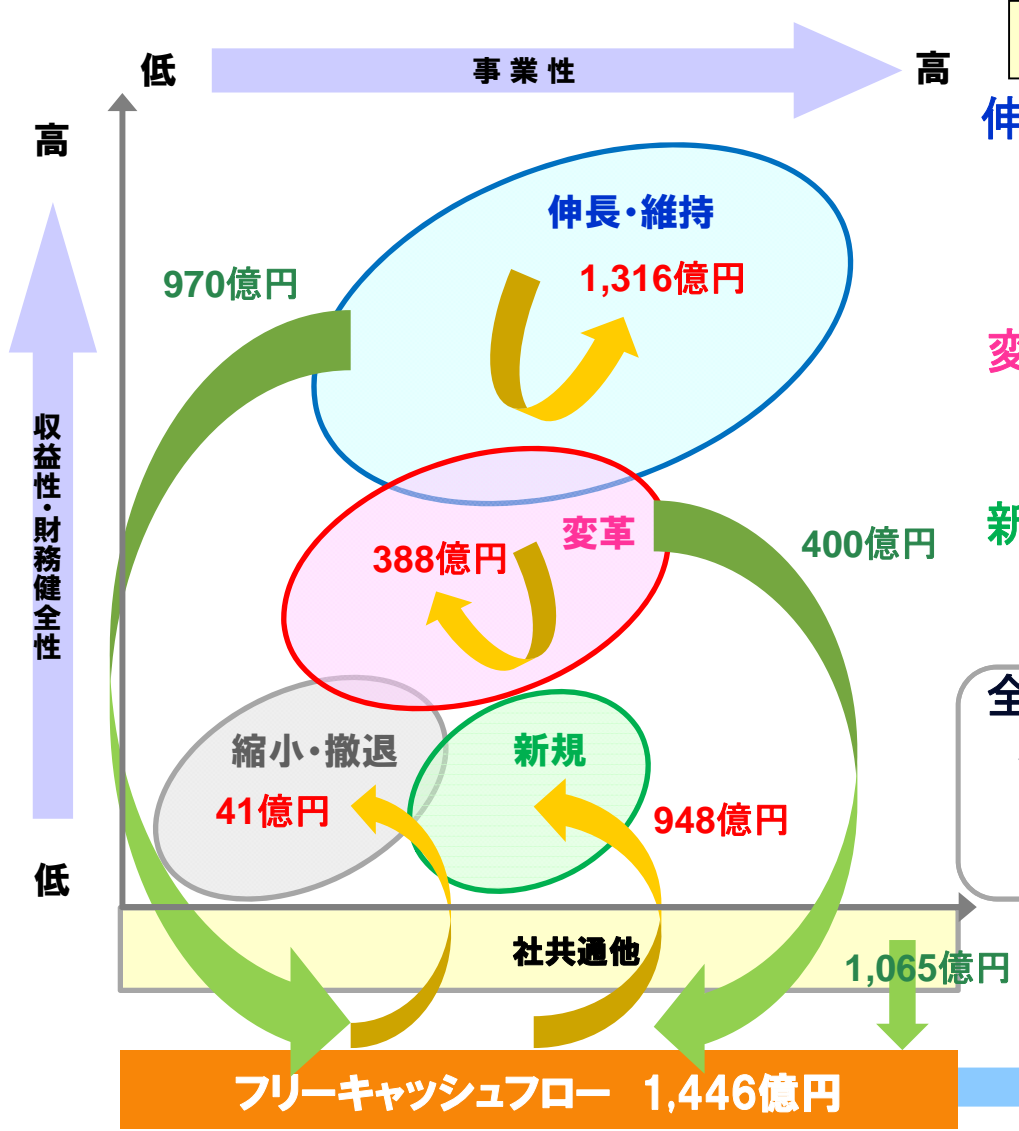 低
事業性
高
伸
高
伸長・維持
970億円
1,316億円
変
収益性・財務健全性
新
変革
388億円
400億円
全
縮小・撤退
新規
41億円
948億円
低
社共通他
1,065億円
フリーキャッシュフロー 1,446億円